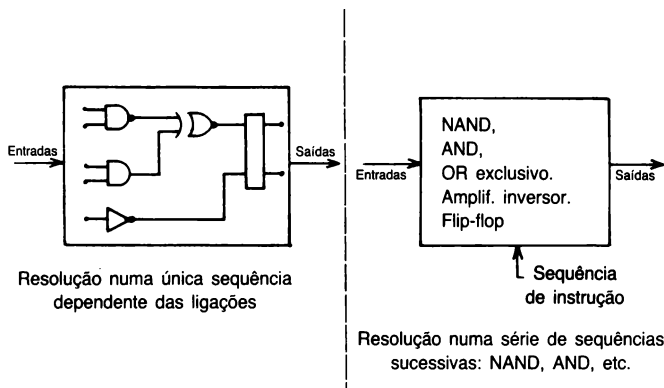 Entradas
Saídas
Resolução numa única sequência
dependente das ligações
NAND,
AND,
OR exclusivo.
Amplif. inversor.
Flip-flop
Entradas
Saídas
Sequência
de instrução
Resolução numa série de sequências
sucessivas: NAND, AND, etc.